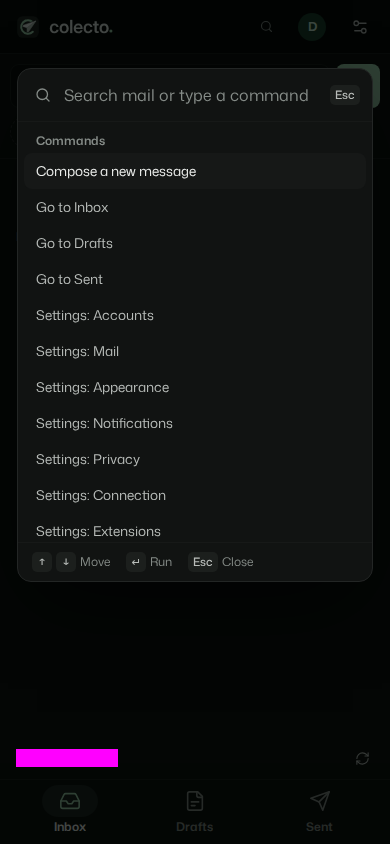 colecto.
D
Search mail or type a command
Esc
Commands
Compose a new message
Go to Inbox
Go to Drafts
Go to Sent
Settings: Accounts
Settings: Mail
Settings: Appearance
Settings: Notifications
Settings: Privacy
Settings: Connection
Settings: Extensions
↑ ↓ Move ↵ Run Esc Close
Inbox Drafts Sent